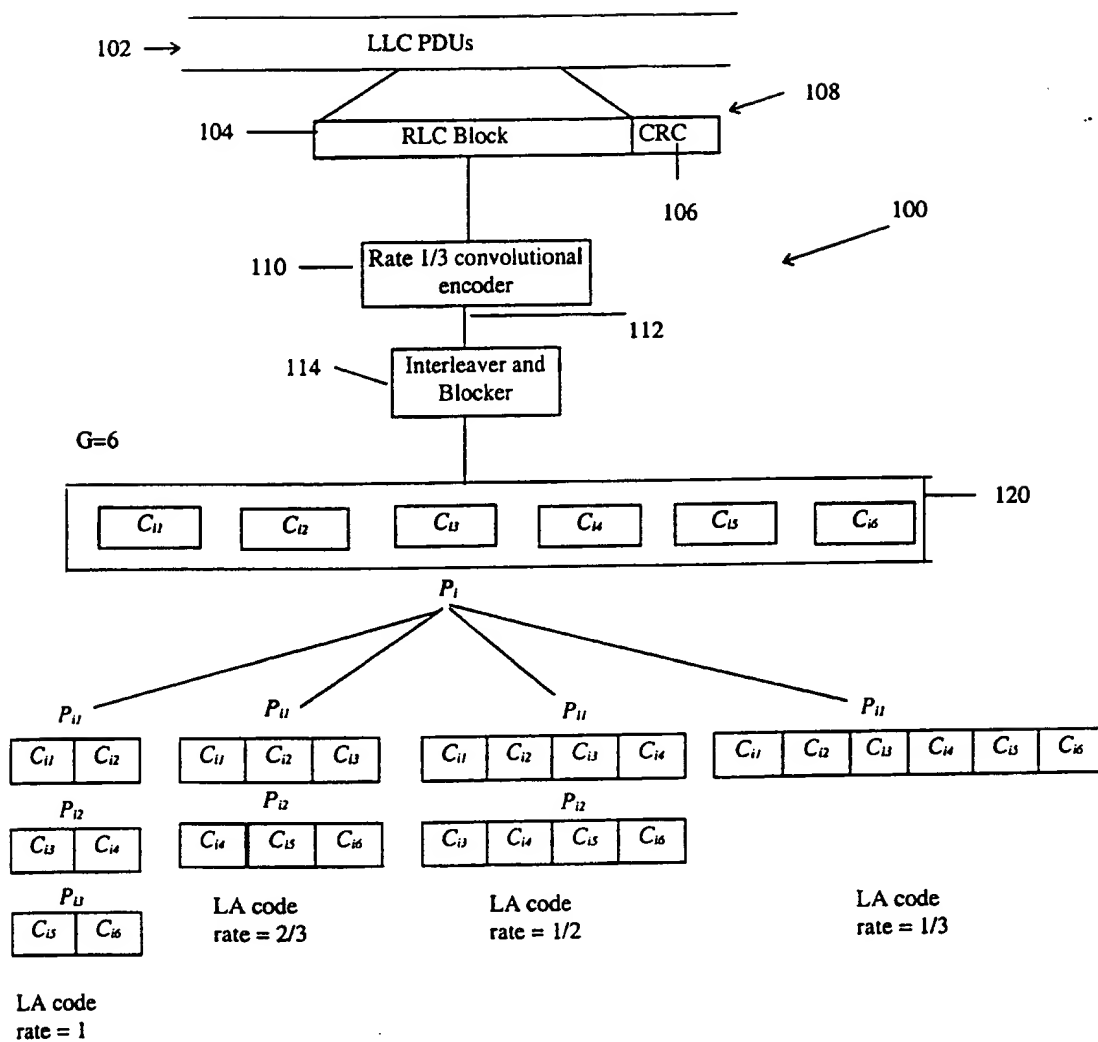 102
LLC PDUs
108
104
RLC Block
CRC
106
100
110
Rate 1/3 convolutional
encoder
112
114
Interleaver and
Blocker
G=6
120
Ci1 Ci2 Ci3 Ci4 Ci5 Ci6
Pi
Pi1 Pi1 Pi1 Pi1
Ci1 Ci2 Ci1 Ci2 Ci3 Ci1 Ci2 Ci3 Ci4 Ci1 Ci2 Ci3 Ci4 Ci5 Ci6
Pi2 Pi2 Pi2
Ci3 Ci4 Ci4 Ci5 Ci6 Ci3 Ci4 Ci5 Ci6
Pi3
Ci5 Ci6
LA code
rate = 2/3
LA code
rate = 1/2
LA code
rate = 1/3
LA code
rate = 1